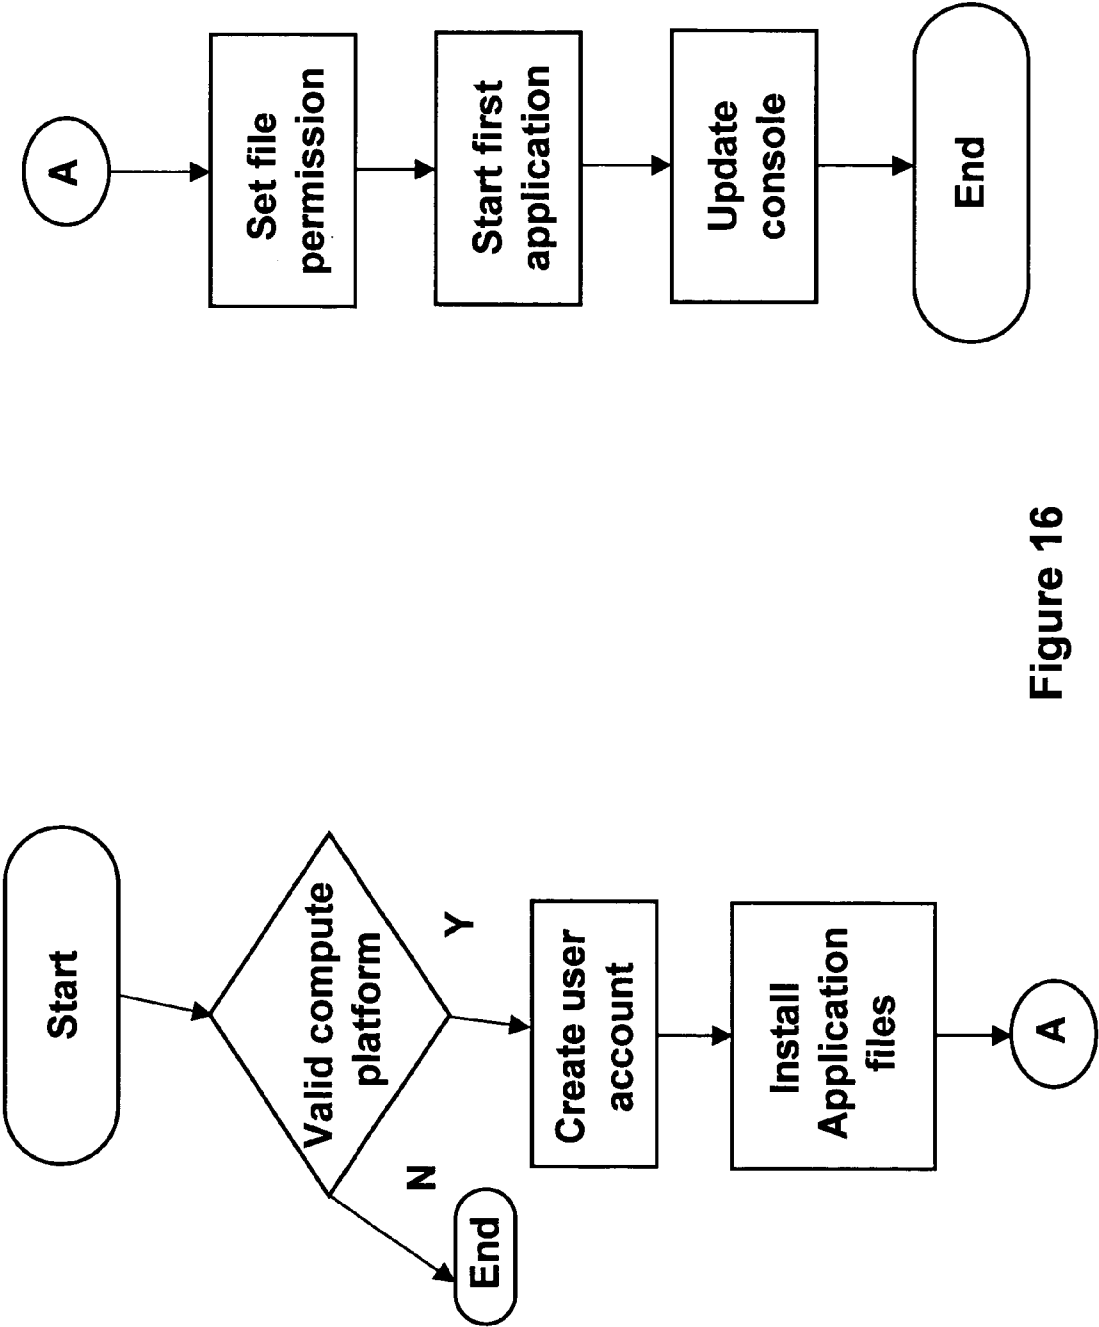 Start
Valid compute
platform
N
Y
End
Create user
account
Install
Application
files
A
A
Set file
permission
Start first
application
Update
console
End
Figure 16